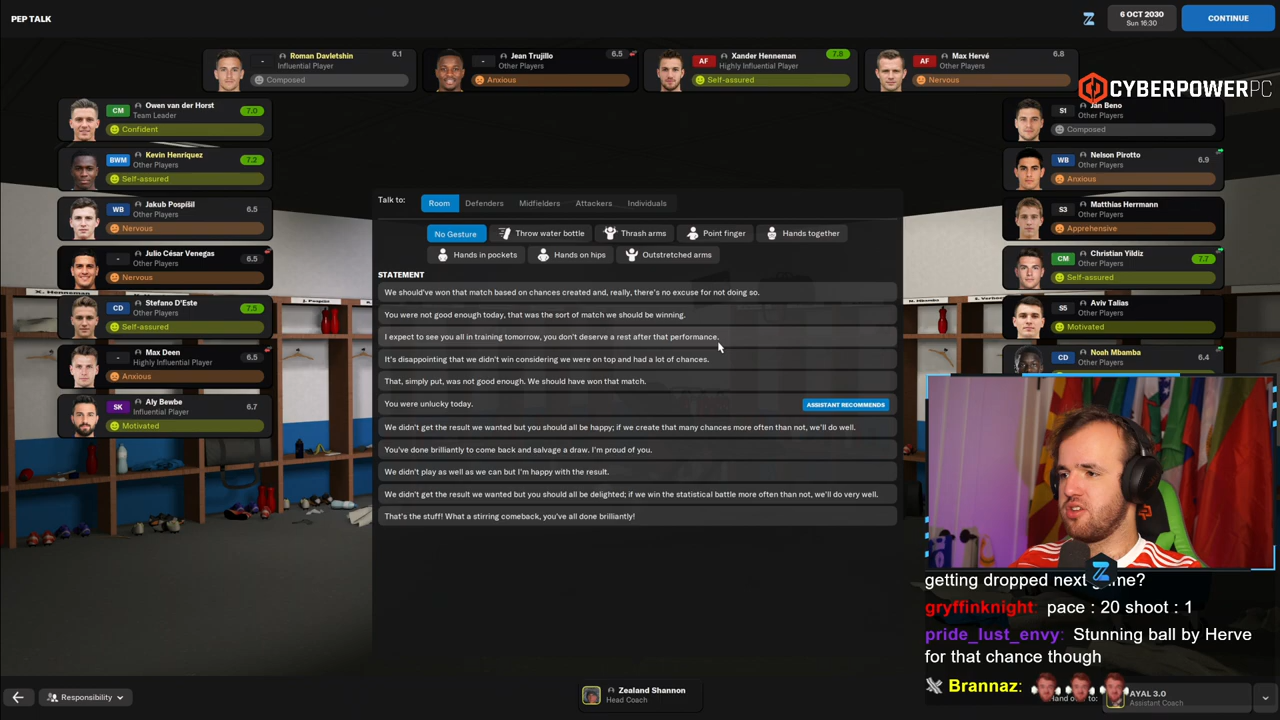 PEP TALK
6 OCT 2030
Sun 16:30
CONTINUE
Roman Davletshin
Influential Player
6.1
Composed
Jean Trujillo
Other Players
6.5
Anxious
AF
Xander Henneman
Highly Influential Player
7.8
Self-assured
AF
Max Hervé
Other Players
6.8
Nervous
CYBERPOWERPC
CM
Owen van der Horst
Team Leader
7.0
Confident
BWM
Kevin Henríquez
Other Players
7.2
Self-assured
WB
Jakub Pospíšil
Other Players
6.5
Nervous
Julio César Venegas
Other Players
6.5
Nervous
CD
Stefano D'Este
Other Players
7.5
Self-assured
Max Deen
Highly Influential Player
6.5
Anxious
SK
Aly Bewbe
Influential Player
6.7
Motivated
Talk to:
Room
Defenders
Midfielders
Attackers
Individuals
No Gesture
Throw water bottle
Thrash arms
Point finger
Hands together
Hands in pockets
Hands on hips
Outstretched arms
STATEMENT
We should've won that match based on chances created and, really, there's no excuse for not doing so.
You were not good enough today, that was the sort of match we should be winning.
I expect to see you all in training tomorrow, you don't deserve a rest after that performance.
It's disappointing that we didn't win considering we were on top and had a lot of chances.
That, simply put, was not good enough. We should have won that match.
You were unlucky today.
ASSISTANT RECOMMENDS
We didn't get the result we wanted but you should all be happy; if we create that many chances more often than not, we'll do well.
You've done brilliantly to come back and salvage a draw. I'm proud of you.
We didn't play as well as we can but I'm happy with the result.
We didn't get the result we wanted but you should all be delighted; if we win the statistical battle more often than not, we'll do very well.
That's the stuff! What a stirring comeback, you've all done brilliantly!
S1
Jan Beno
Other Players
Composed
WB
Nelson Pirotto
Other Players
6.9
Anxious
S3
Matthias Herrmann
Other Players
Apprehensive
CM
Christian Yildiz
Other Players
7.7
Self-assured
S5
Aviv Talias
Other Players
Motivated
CD
Noah Mbamba
Other Players
6.4
getting dropped next game?
gryffinknight: pace : 20 shoot : 1
pride_lust_envy: Stunning ball by Herve
for that chance though
Brannaz:
Responsibility
Zealand Shannon
Head Coach
Hand over to:
AYAL 3.0
Assistant Coach